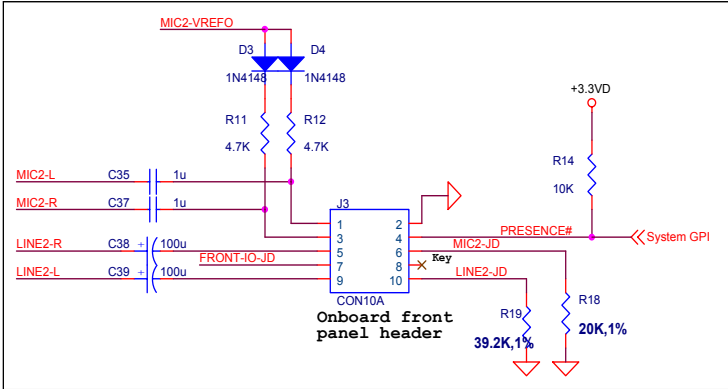 MIC2-VREFO
D3 D4
1N4148 1N4148
+3.3VD
R11 R12
4.7K 4.7K
R14
10K
MIC2-L C35 1u
MIC2-R C37 1u
J3
1 2
3 4 PRESENCE# System GPI
LINE2-R C38 + 100u 5 6 MIC2-JD
FRONT-IO-JD 7 8 Key
LINE2-L C39 + 100u 9 10 LINE2-JD
CON10A
Onboard front
panel header
R19 R18
39.2K,1% 20K,1%